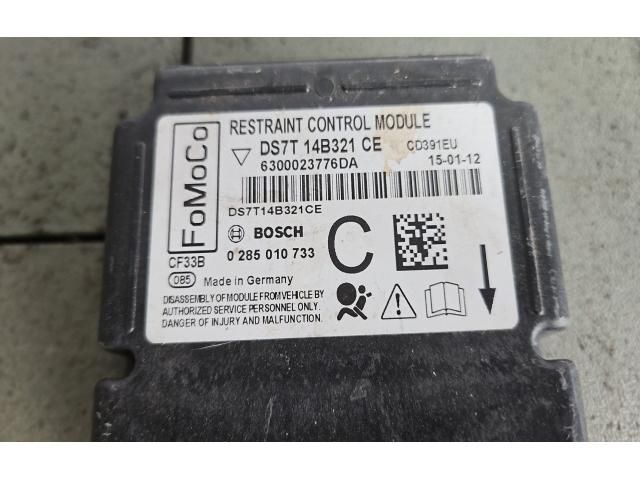 FoMoCo
RESTRAINT CONTROL MODULE
DS7T 14B321 CE CD391EU
6300023776DA 15-01-12
DS7T14B321CE
BOSCH
0 285 010 733
C
CF33B
085 Made in Germany
DISASSEMBLY OF MODULE FROM VEHICLE BY
AUTHORIZED SERVICE PERSONNEL ONLY.
DANGER OF INJURY AND MALFUNCTION.